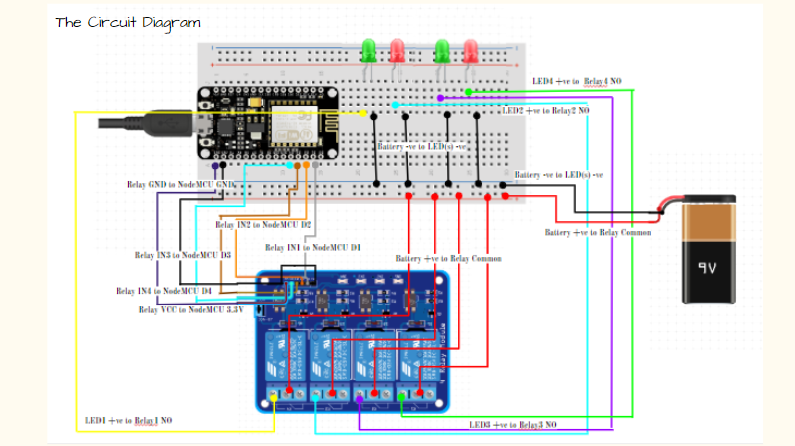 The Circuit Diagram
LED4 +ve to Relay4 NO
LED2 +ve to Relay2 NO
Battery -ve to LED(s) -ve
Battery -ve to LED(s) -ve
Relay GND to NodeMCU GND
Relay IN2 to NodeMCU D2
Battery +ve to Relay Common
Relay IN1 to NodeMCU D1
Relay IN3 to NodeMCU D3
Battery +ve to Relay Common
9V
Relay IN4 to NodeMCU D4
Relay VCC to NodeMCU 3.3V
4 Relay Module
LED1 +ve to Relay1 NO
LED3 +ve to Relay3 NO